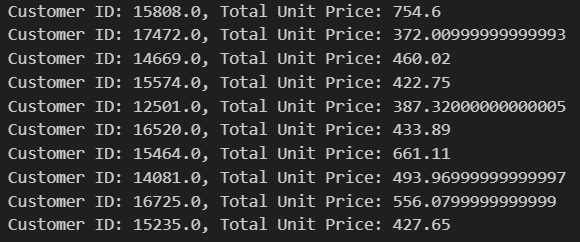 Customer ID: 15808.0, Total Unit Price: 754.6
Customer ID: 17472.0, Total Unit Price: 372.00999999999993
Customer ID: 14669.0, Total Unit Price: 460.02
Customer ID: 15574.0, Total Unit Price: 422.75
Customer ID: 12501.0, Total Unit Price: 387.32000000000005
Customer ID: 16520.0, Total Unit Price: 433.89
Customer ID: 15464.0, Total Unit Price: 661.11
Customer ID: 14081.0, Total Unit Price: 493.96999999999997
Customer ID: 16725.0, Total Unit Price: 556.0799999999999
Customer ID: 15235.0, Total Unit Price: 427.65